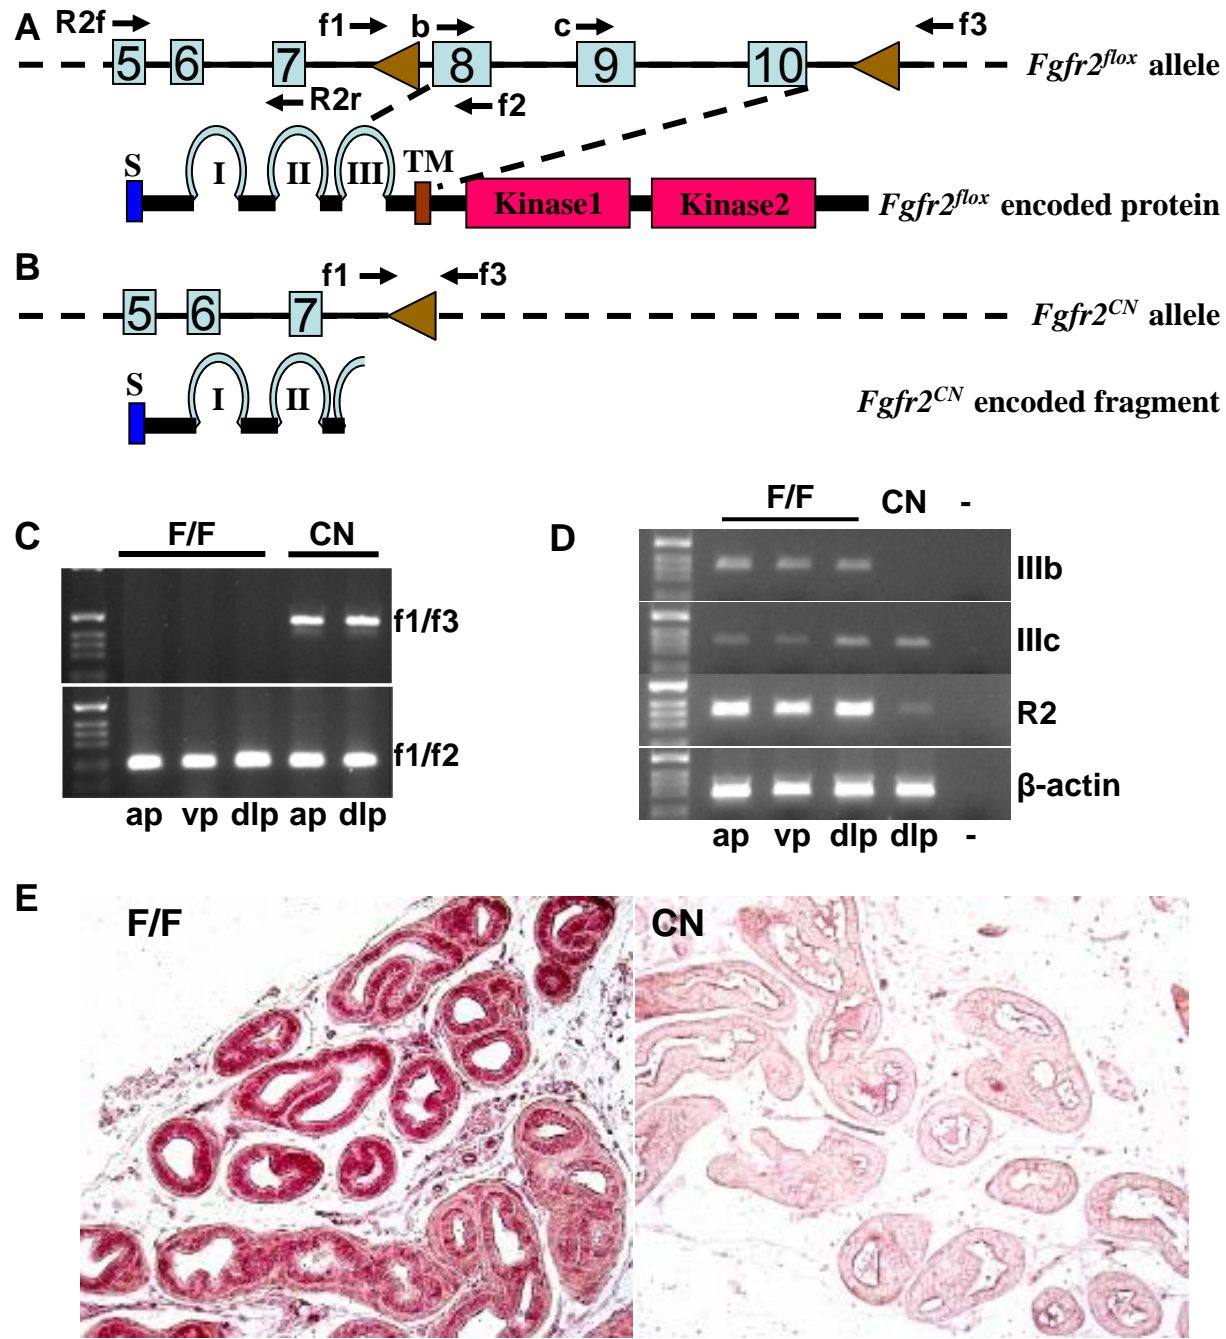 A
R2f
f1
b
c
f3
5
6
7
8
9
10
Fgfr2flox allele
R2r
f2
S
I
II
III
TM
Kinase1
Kinase2
Fgfr2flox encoded protein
B
f1
f3
5
6
7
Fgfr2CN allele
S
I
II
Fgfr2CN encoded fragment
C
F/F
CN
f1/f3
f1/f2
ap vp dlp ap dlp
D
F/F
CN
-
IIIb
IIIc
R2
β-actin
ap vp dlp dlp -
E
F/F
CN